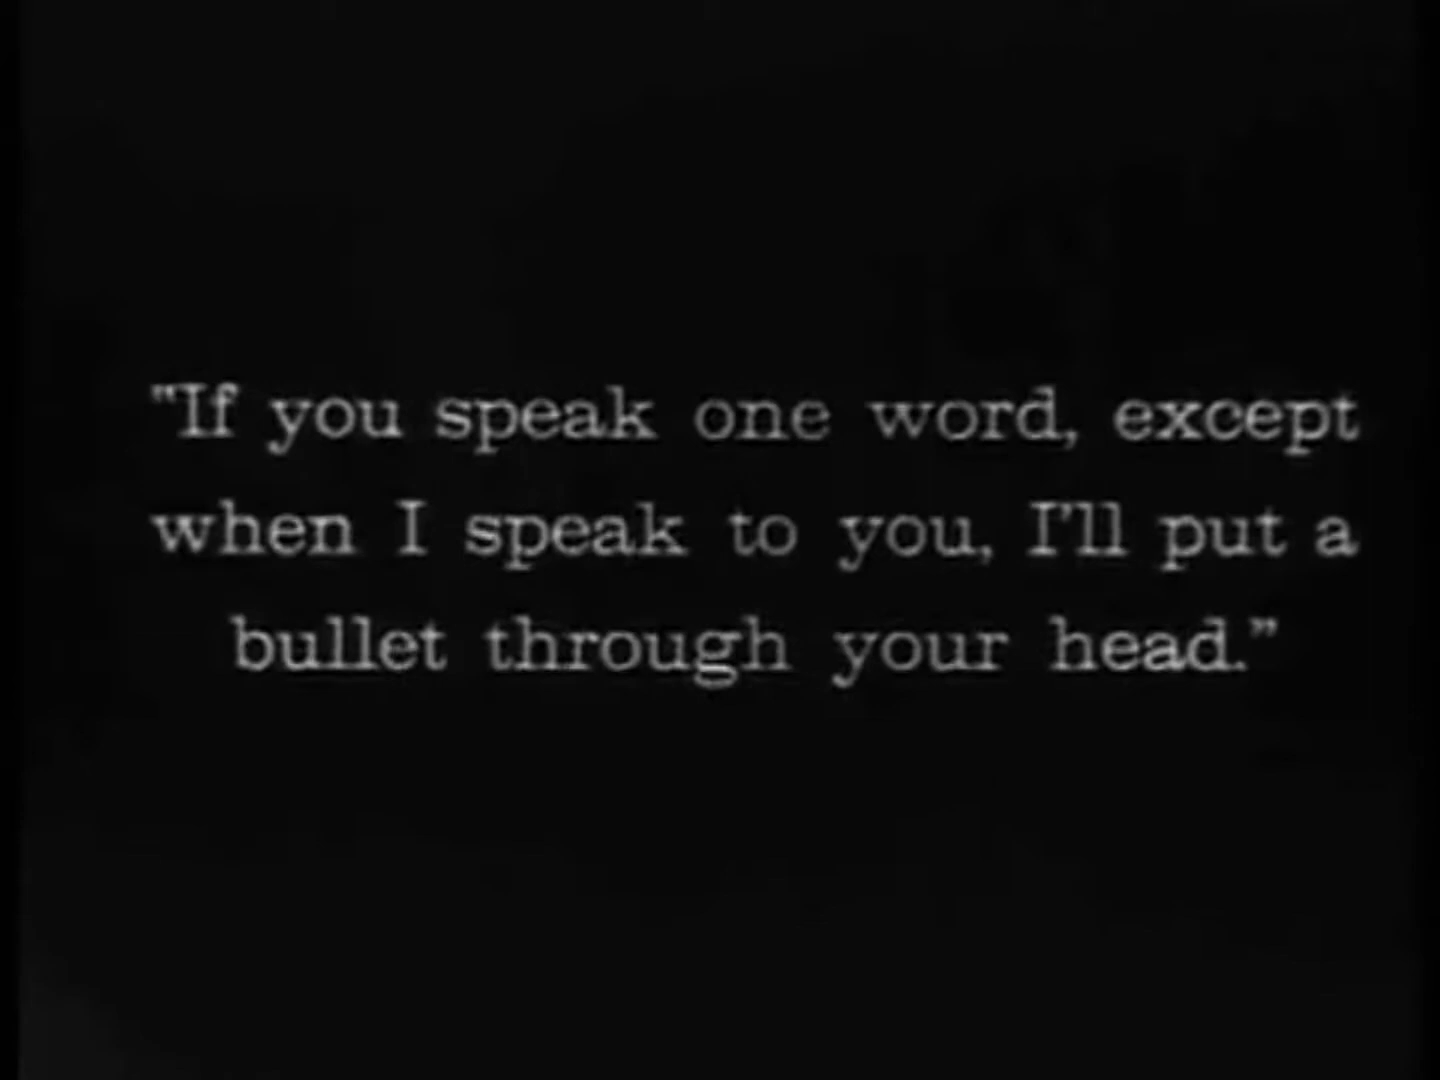 "If you speak one word, except
when I speak to you, I'll put a
bullet through your head."